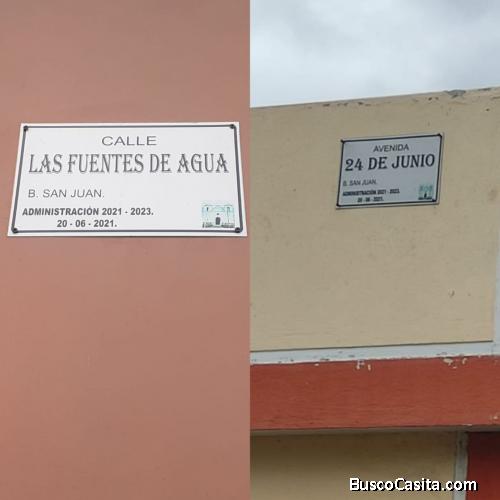 CALLE
LAS FUENTES DE AGUA
B. SAN JUAN.
ADMINISTRACIÓN 2021 - 2023.
20 - 06 - 2021.
AVENIDA
24 DE JUNIO
B. SAN JUAN.
ADMINISTRACIÓN 2021 - 2023.
20 - 06 - 2021.
BuscoCasita.com